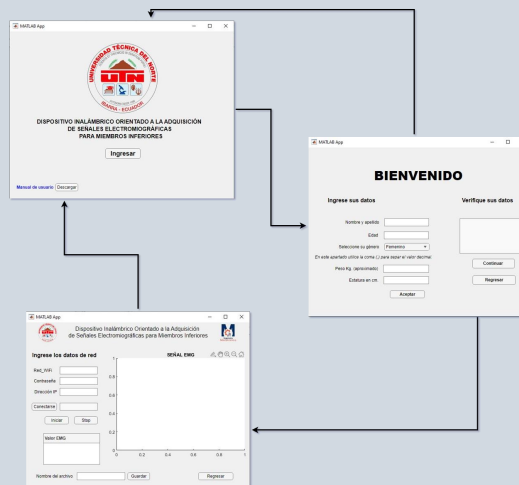 MATLAB App
UNIVERSIDAD TÉCNICA DEL NORTE
UTN
IBARRA - ECUADOR
DISPOSITIVO INALÁMBRICO ORIENTADO A LA ADQUISICIÓN
DE SEÑALES ELECTROMIOGRÁFICAS
PARA MIEMBROS INFERIORES
Ingresar
Manual de usuario Descargar
MATLAB App
BIENVENIDO
Ingrese sus datos
Verifique sus datos
Nombre y apellido
Edad
Seleccione su género Femenino
En este apartado utilice la coma (,) para separar el valor decimal.
Peso Kg. (aproximado)
Estatura en cm.
Aceptar
Continuar
Regresar
MATLAB App
Dispositivo Inalámbrico Orientado a la Adquisición
de Señales Electromiográficas para Miembros Inferiores
Ingrese los datos de red
Red_WiFi
Contraseña
Dirección IP
Conectarse
Iniciar Stop
Valor EMG
SEÑAL EMG
1
0.8
0.6
0.4
0.2
0
0 0.2 0.4 0.6 0.8 1
Nombre del archivo Guardar Regresar